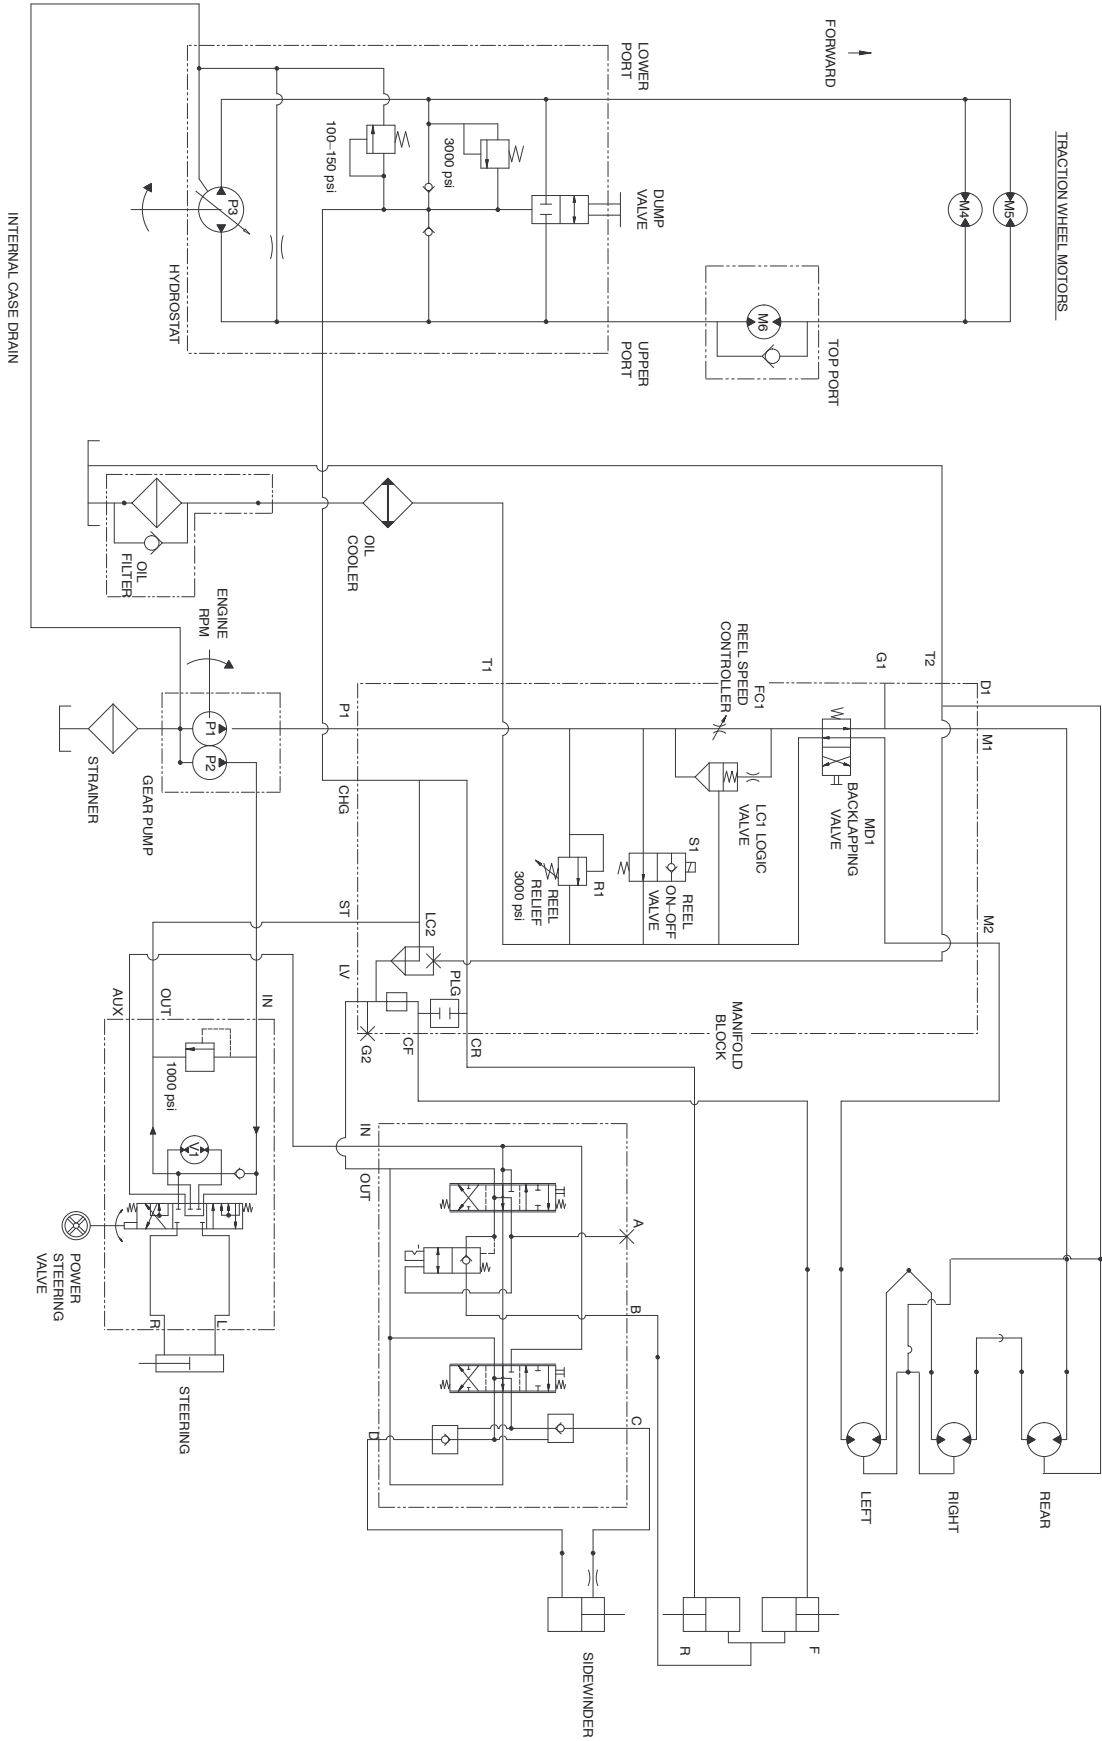 TRACTION WHEEL MOTORS
FORWARD
M5
M4
TOP PORT
M6
LOWER
PORT
UPPER
PORT
DUMP
VALVE
3000 psi
100–150 psi
P3
HYDROSTAT
INTERNAL CASE DRAIN
OIL
COOLER
OIL
FILTER
ENGINE
RPM
P1
P2
GEAR PUMP
STRAINER
D1
T2
G1
T1
P1
M1
M2
FC1
REEL SPEED
CONTROLLER
MD1
BACKLAPPING
VALVE
LC1 LOGIC
VALVE
S1
REEL
ON–OFF
VALVE
R1
REEL
RELIEF
3000 psi
CHG
ST
LV
LC2
PLG
CR
CF
G2
MANIFOLD
BLOCK
IN
OUT
AUX
1000 psi
V1
POWER
STEERING
VALVE
L
R
STEERING
IN
OUT
A
B
C
D
REAR
RIGHT
LEFT
F
R
SIDEWINDER